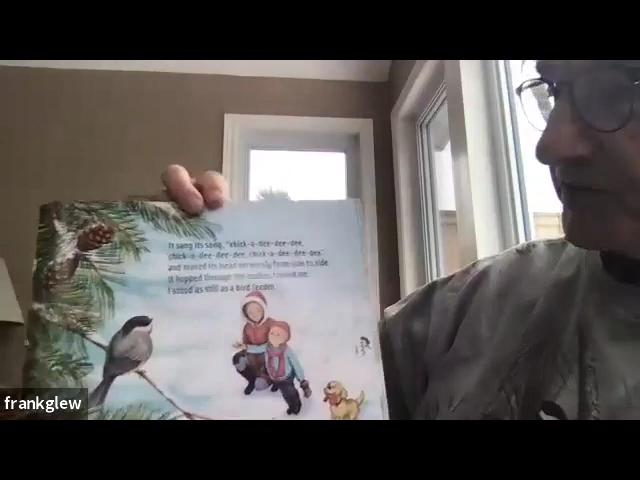 It sang its song, "chick-a-dee-dee-dee,
chick-a-dee-dee-dee, chick-a-dee-dee-dee"
and moved its head nervously from side to side.
It hopped through the
I stood as still as a bird feeder.
frankglew